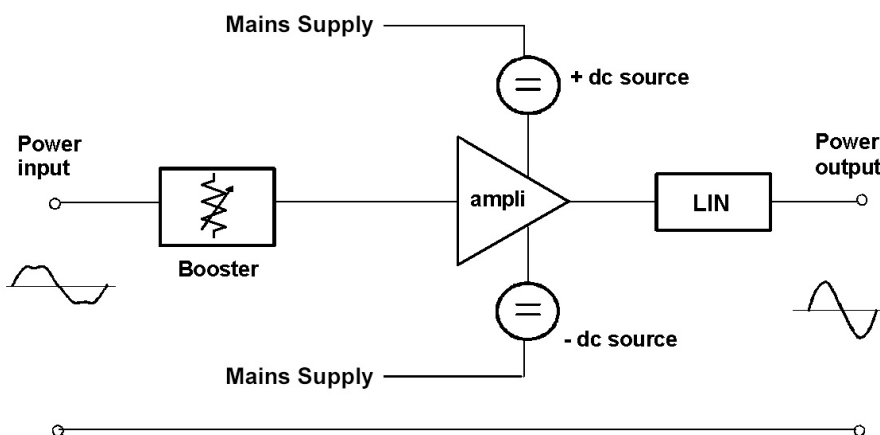 Mains Supply
+ dc source
Power
input
Power
output
ampli
LIN
Booster
- dc source
Mains Supply